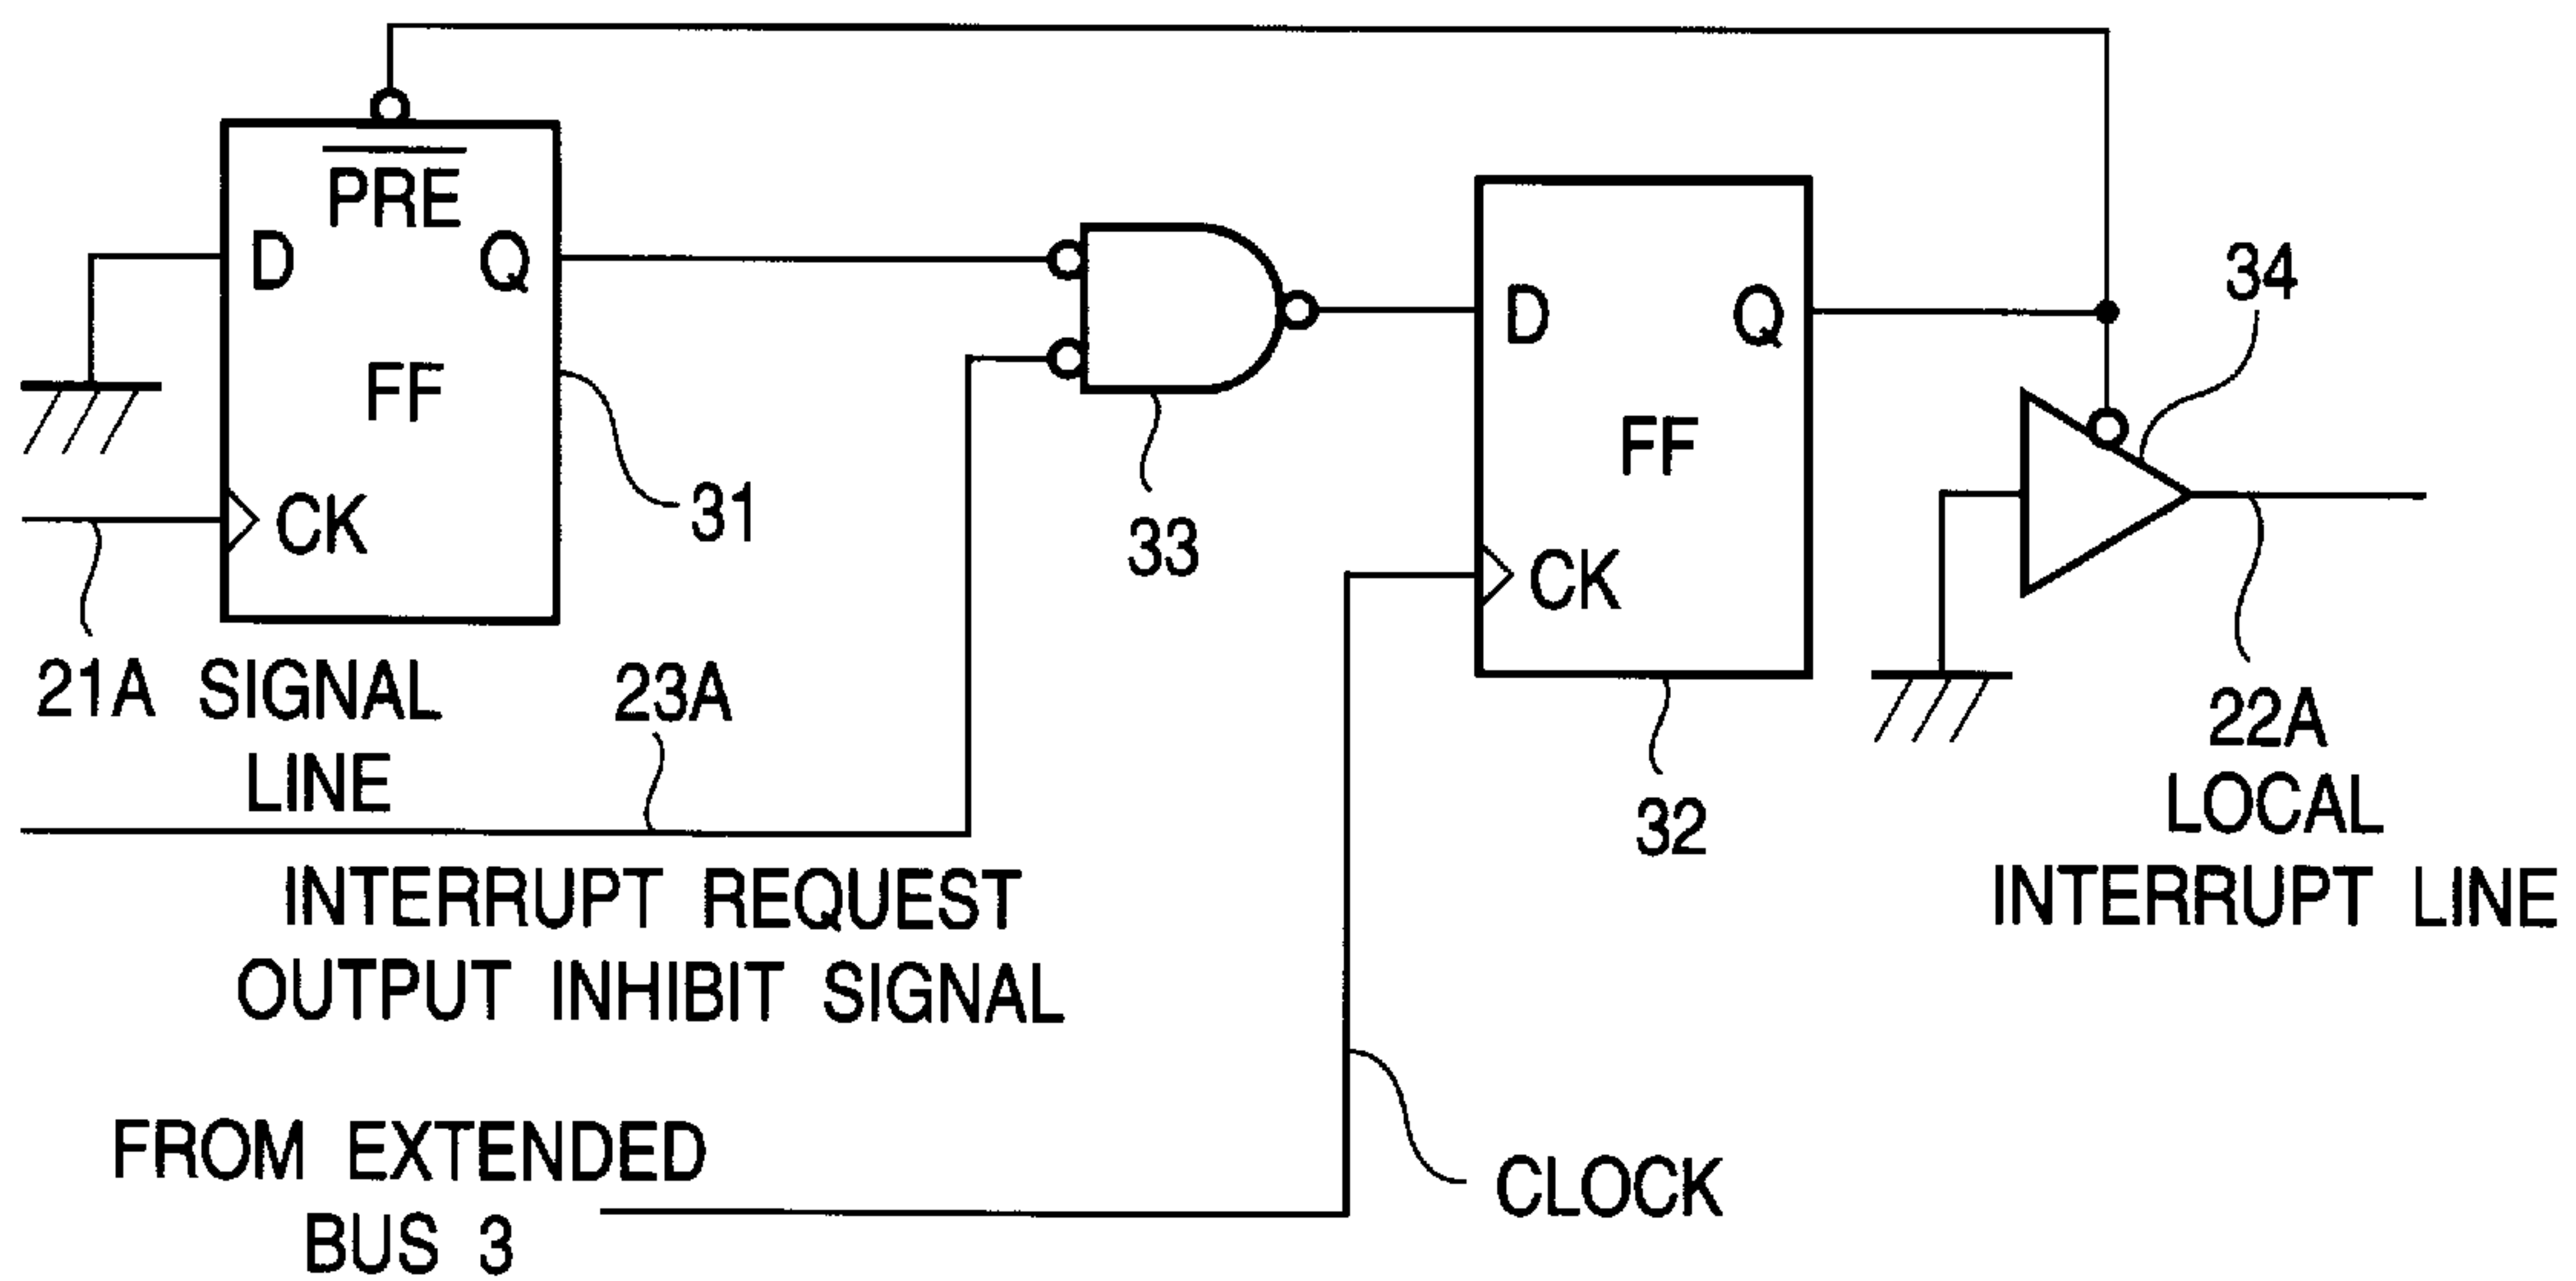 PRE
D
Q
FF
CK
31
21A SIGNAL
LINE
23A
INTERRUPT REQUEST
OUTPUT INHIBIT SIGNAL
FROM EXTENDED
BUS 3
33
D
Q
FF
CK
32
CLOCK
34
22A
LOCAL
INTERRUPT LINE